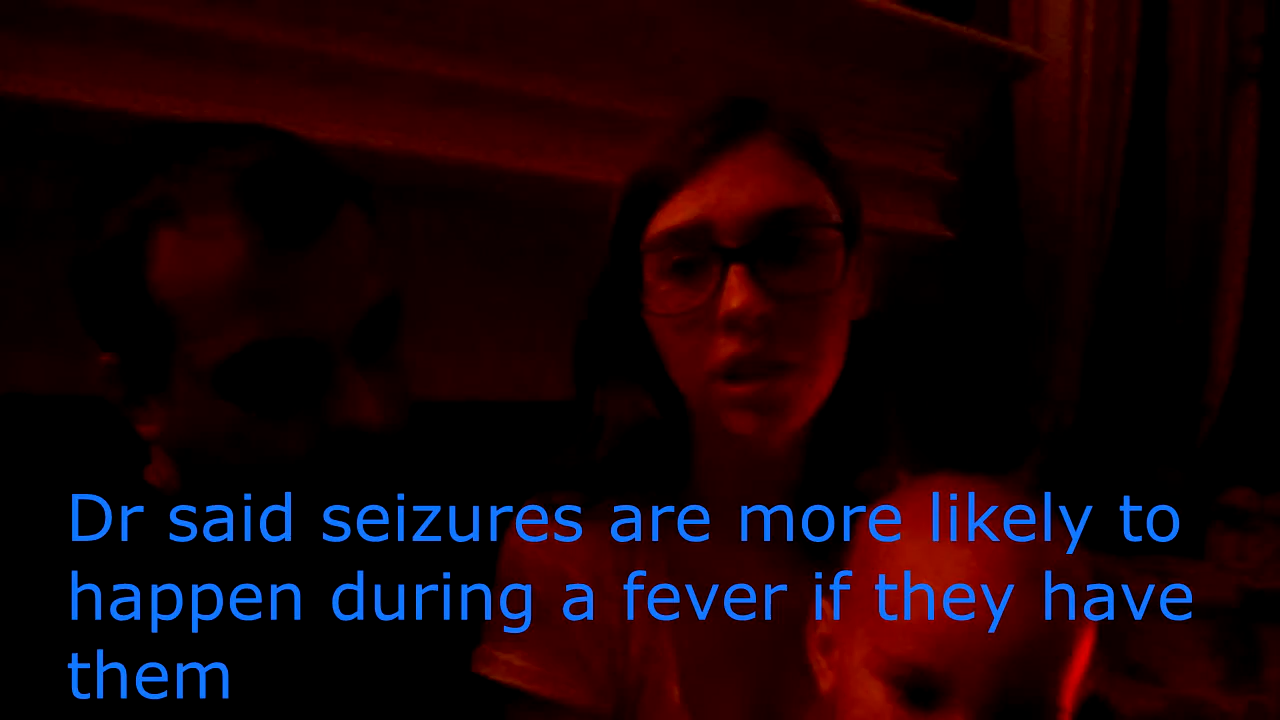 Dr said seizures are more likely to
happen during a fever if they have
them